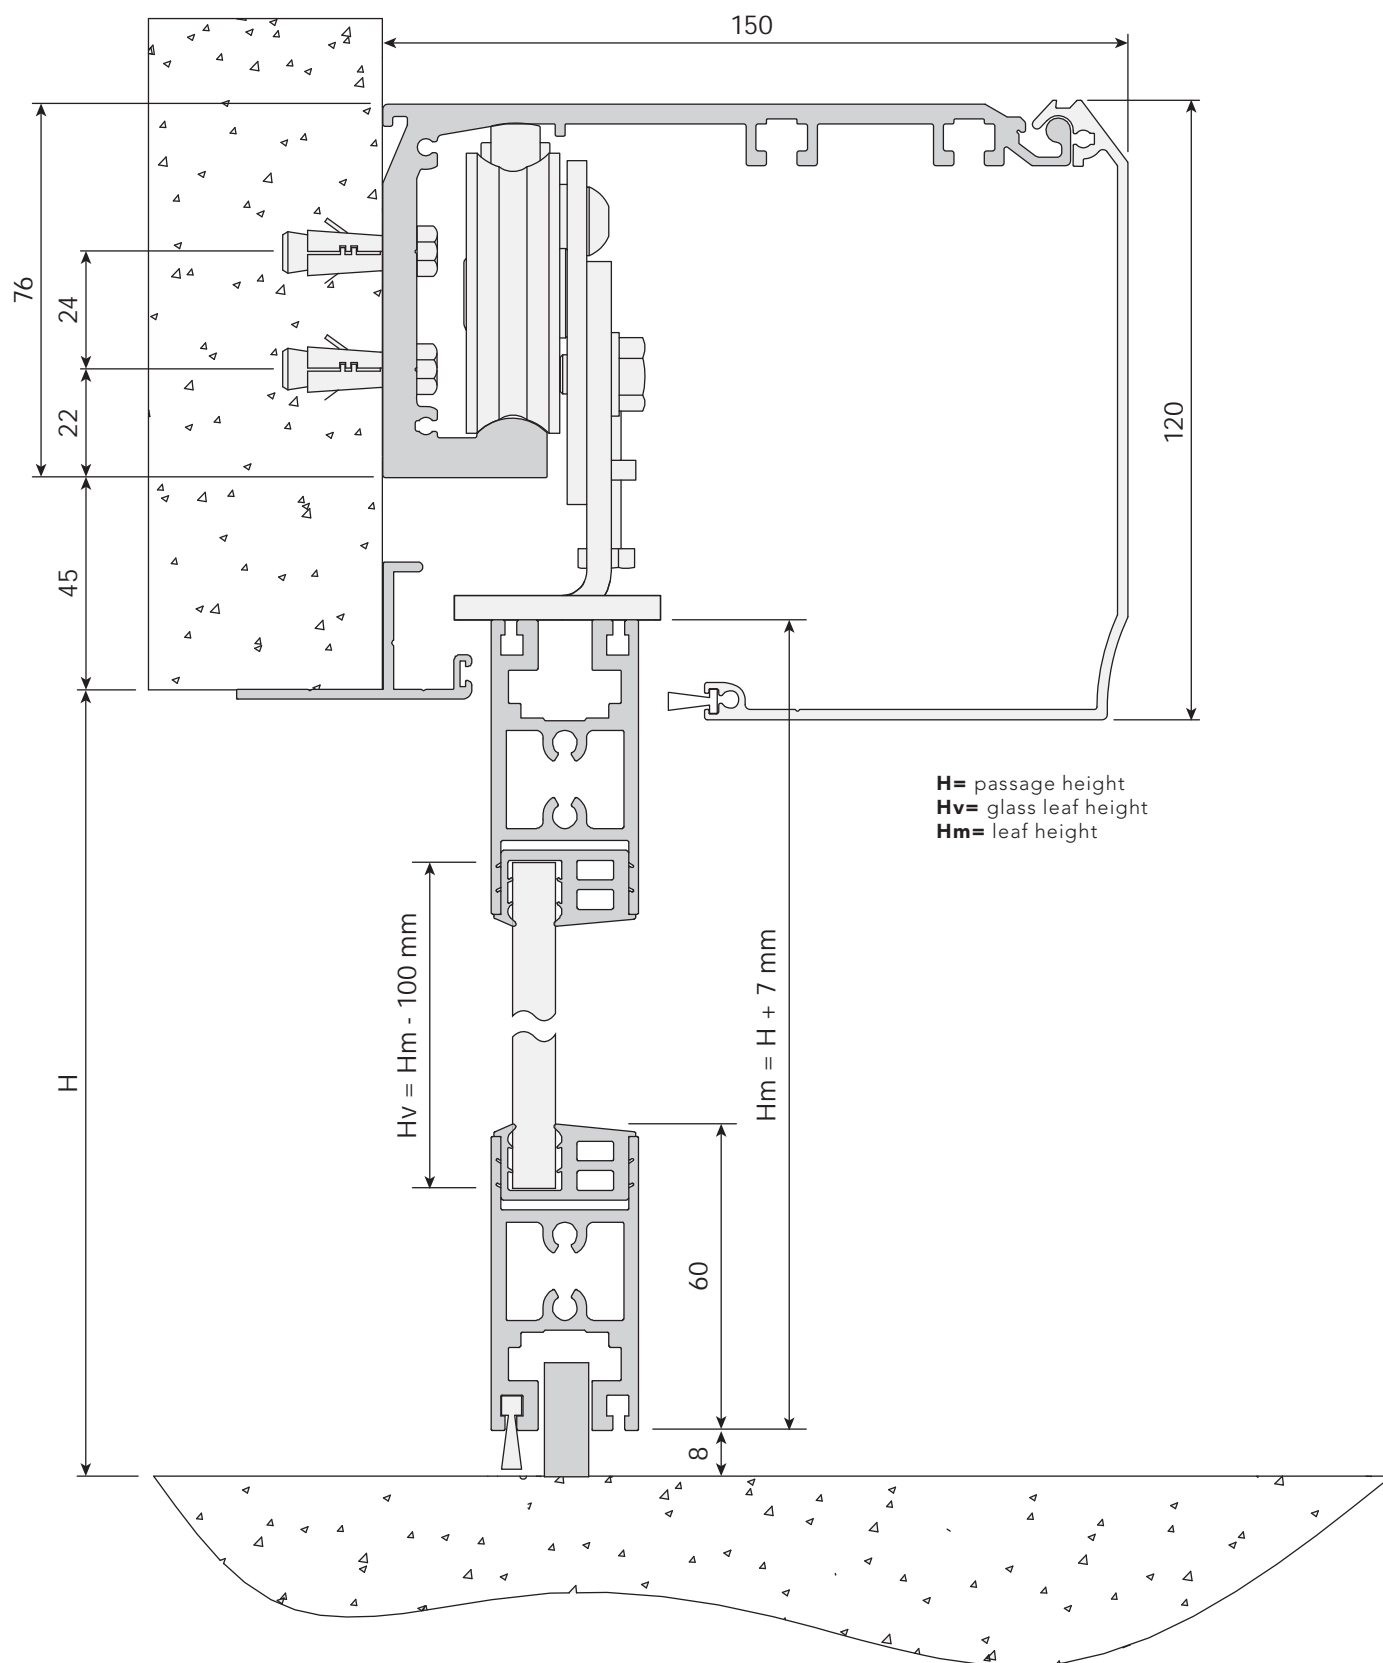 150
76
24
22
120
45
H= passage height
Hv= glass leaf height
Hm= leaf height
Hv = Hm - 100 mm
Hm = H + 7 mm
H
60
8